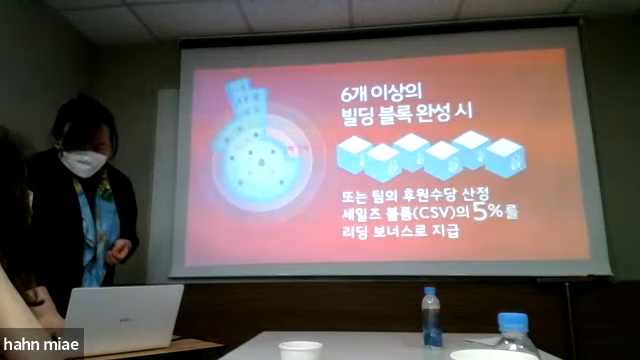 6개 이상의
빌딩 블록 완성 시
또는 팀의 후원수당 산정
세일즈 볼륨(CSV)의 5%를
리딩 보너스로 지급
hahn miae